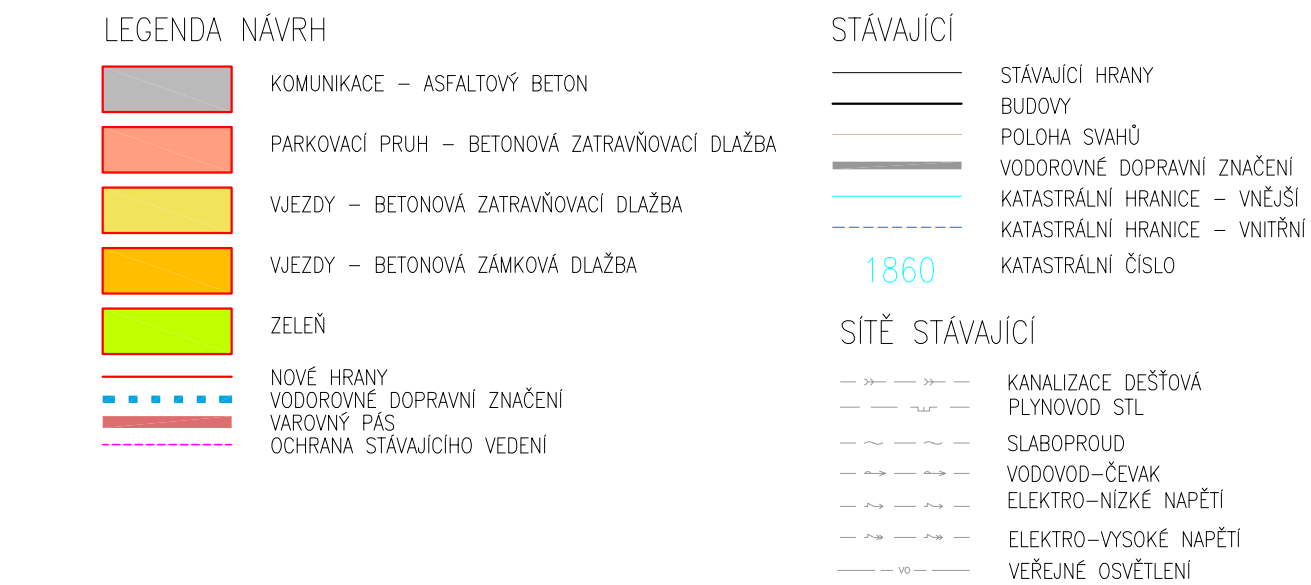 LEGENDA NÁVRH
KOMUNIKACE – ASFALTOVÝ BETON
PARKOVACÍ PRUH – BETONOVÁ ZATRAVŇOVACÍ DLAŽBA
VJEZDY – BETONOVÁ ZATRAVŇOVACÍ DLAŽBA
VJEZDY – BETONOVÁ ZÁMKOVÁ DLAŽBA
ZELEŇ
NOVÉ HRANY
VODOROVNÉ DOPRAVNÍ ZNAČENÍ
VAROVNÝ PÁS
OCHRANA STÁVAJÍCÍHO VEDENÍ
STÁVAJÍCÍ
STÁVAJÍCÍ HRANY
BUDOVY
POLOHA SVAHŮ
VODOROVNÉ DOPRAVNÍ ZNAČENÍ
KATASTRÁLNÍ HRANICE – VNĚJŠÍ
KATASTRÁLNÍ HRANICE – VNITŘNÍ
1860 KATASTRÁLNÍ ČÍSLO
SÍTĚ STÁVAJÍCÍ
KANALIZACE DEŠŤOVÁ
PLYNOVOD STL
SLABOPROUD
VODOVOD–ČEVAK
ELEKTRO–NÍZKÉ NAPĚTÍ
ELEKTRO–VYSOKÉ NAPĚTÍ
VO VEŘEJNÉ OSVĚTLENÍ